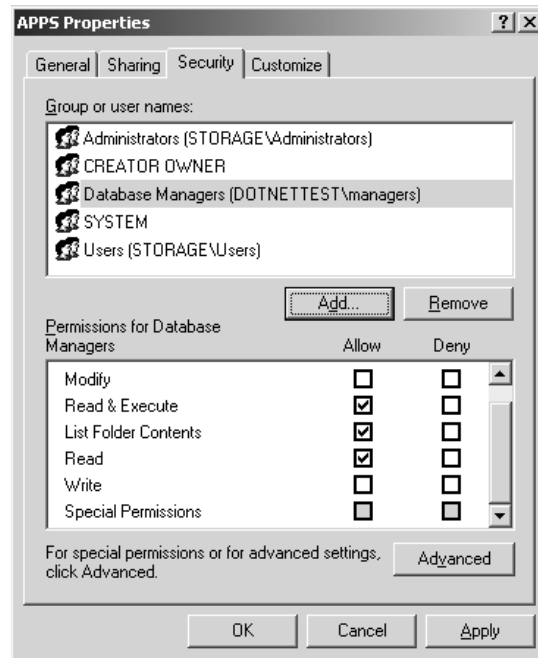 APPS Properties
General Sharing Security Customize
Group or user names:
Administrators (STORAGE\Administrators)
CREATOR OWNER
Database Managers (DOTNETTEST\managers)
SYSTEM
Users (STORAGE\Users)
Add... Remove
Permissions for Database
Managers Allow Deny
Modify
Read & Execute
List Folder Contents
Read
Write
Special Permissions
For special permissions or for advanced settings,
click Advanced.
Advanced
OK Cancel Apply